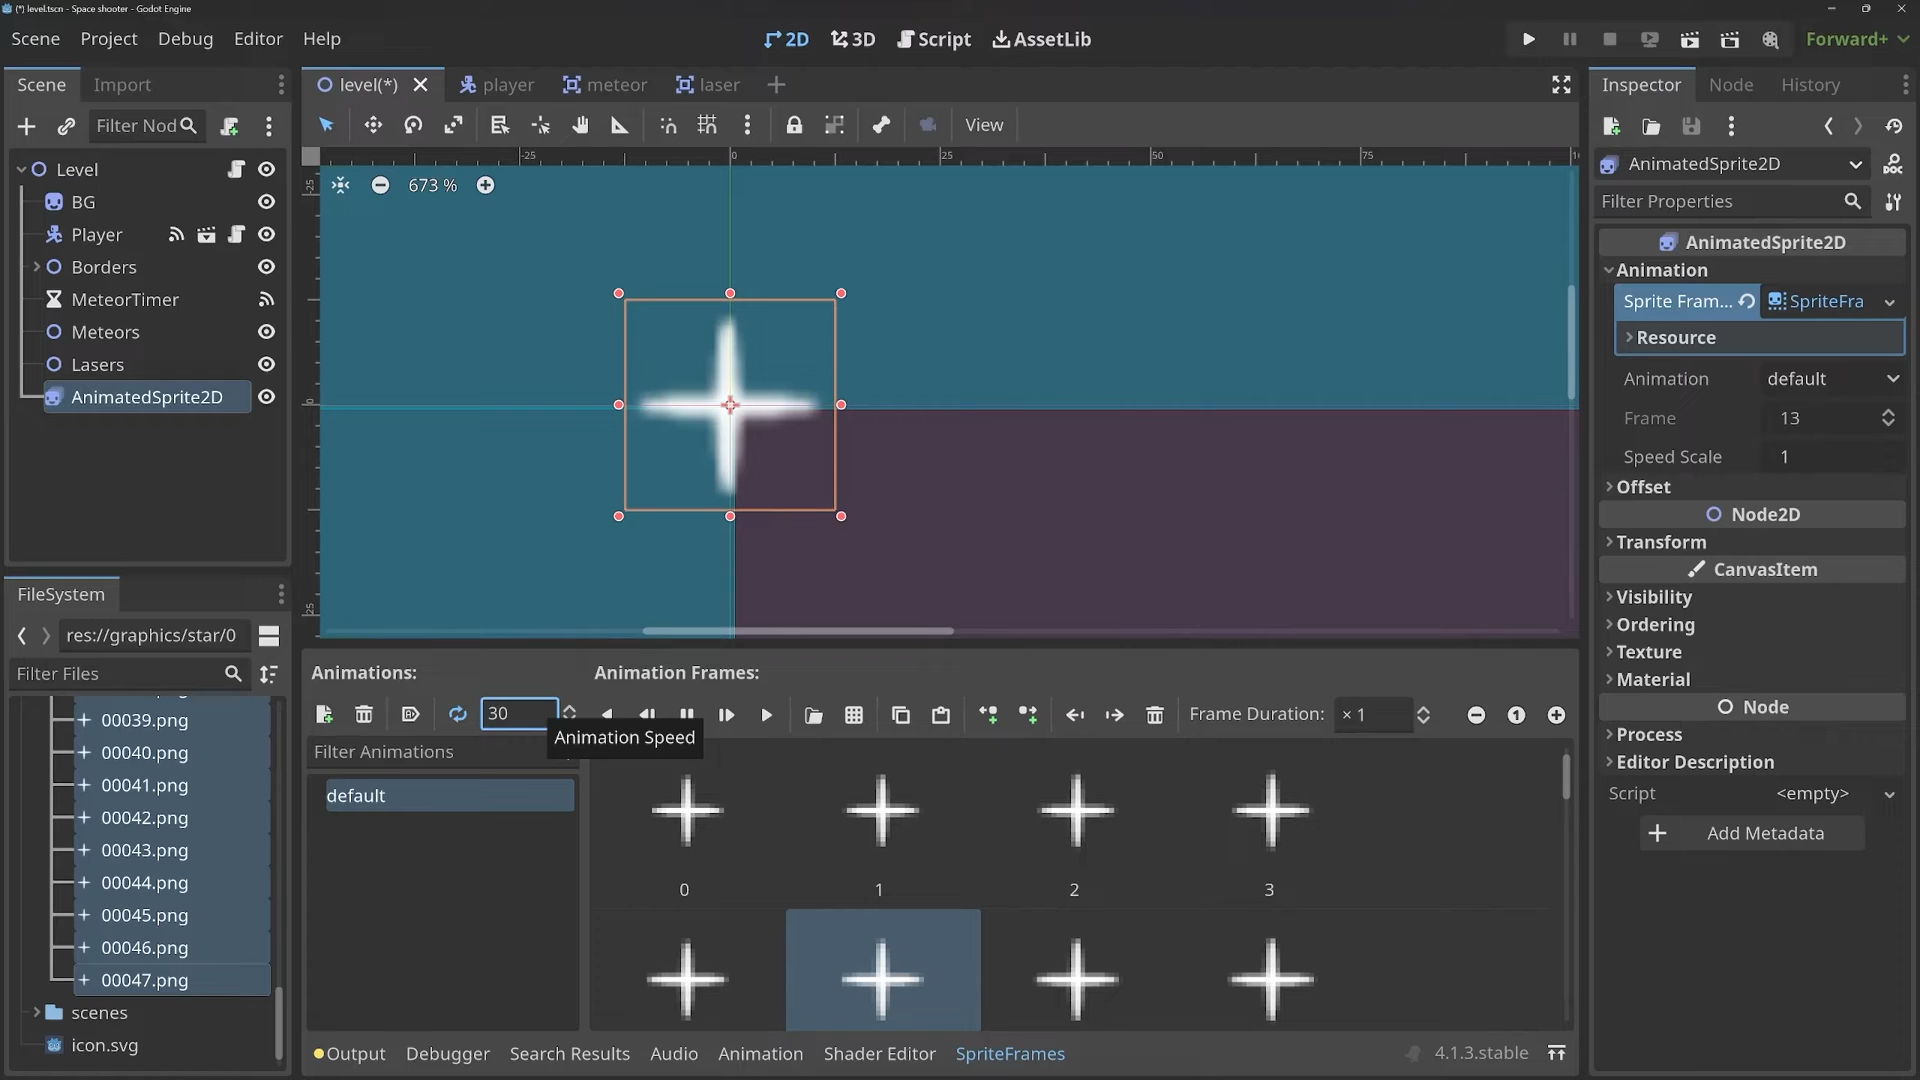 (*) level.tscn - Space shooter - Godot Engine
Scene Project Debug Editor Help
2D 3D Script AssetLib
Forward+
Scene Import
Filter Nod
Level
BG
Player
Borders
MeteorTimer
Meteors
Lasers
AnimatedSprite2D
FileSystem
res://graphics/star/0
Filter Files
00039.png
00040.png
00041.png
00042.png
00043.png
00044.png
00045.png
00046.png
00047.png
scenes
icon.svg
level(*) player meteor laser
View
-25 0 25 50 75
-25
0
25
673 %
Animations:
30
Animation Speed
Filter Animations
default
Animation Frames:
Frame Duration: × 1
0 1 2 3
Output Debugger Search Results Audio Animation Shader Editor SpriteFrames
4.1.3.stable
Inspector Node History
AnimatedSprite2D
DOC
Filter Properties
AnimatedSprite2D
Animation
Sprite Fram... SpriteFra
Resource
Animation default
Frame 13
Speed Scale 1
Offset
Node2D
Transform
CanvasItem
Visibility
Ordering
Texture
Material
Node
Process
Editor Description
Script <empty>
Add Metadata